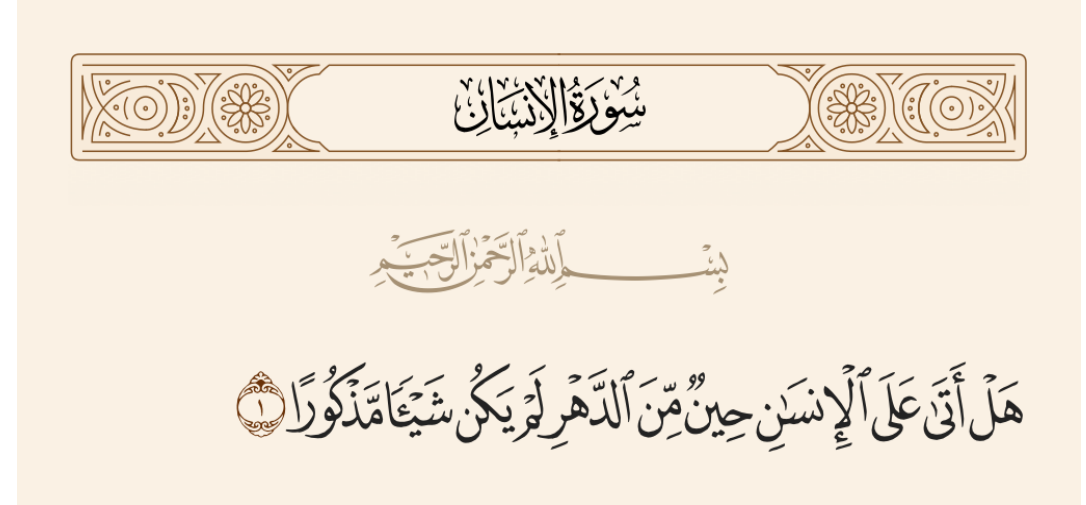 سُورَةُ الإِنسَانِ
بِسْمِ ٱللَّهِ ٱلرَّحْمَٰنِ ٱلرَّحِيمِ
هَلْ أَتَىٰ عَلَى ٱلْإِنسَٰنِ حِينٌ مِّنَ ٱلدَّهْرِ لَمْ يَكُن شَيْـًٔا مَّذْكُورًا ١